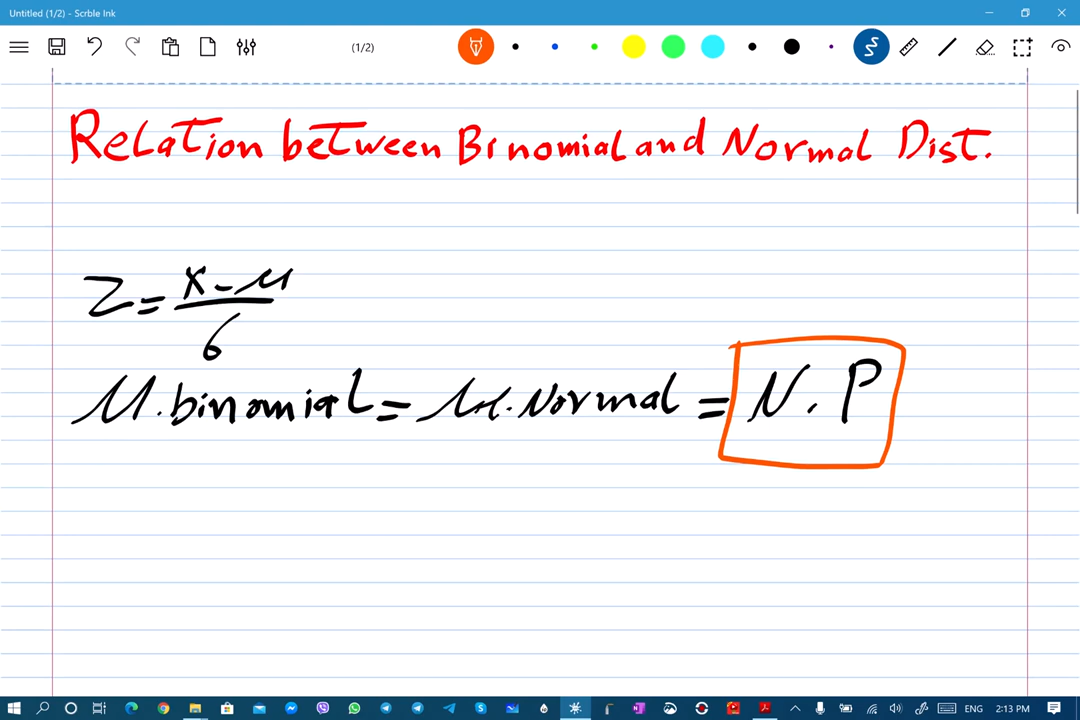 Untitled (1/2) - Scrble Ink
(1/2)
Relation between Binomial and Normal Dist.
Z = x - μ
σ
μ.binomial = μ.Normal = N.P
ENG 2:13 PM